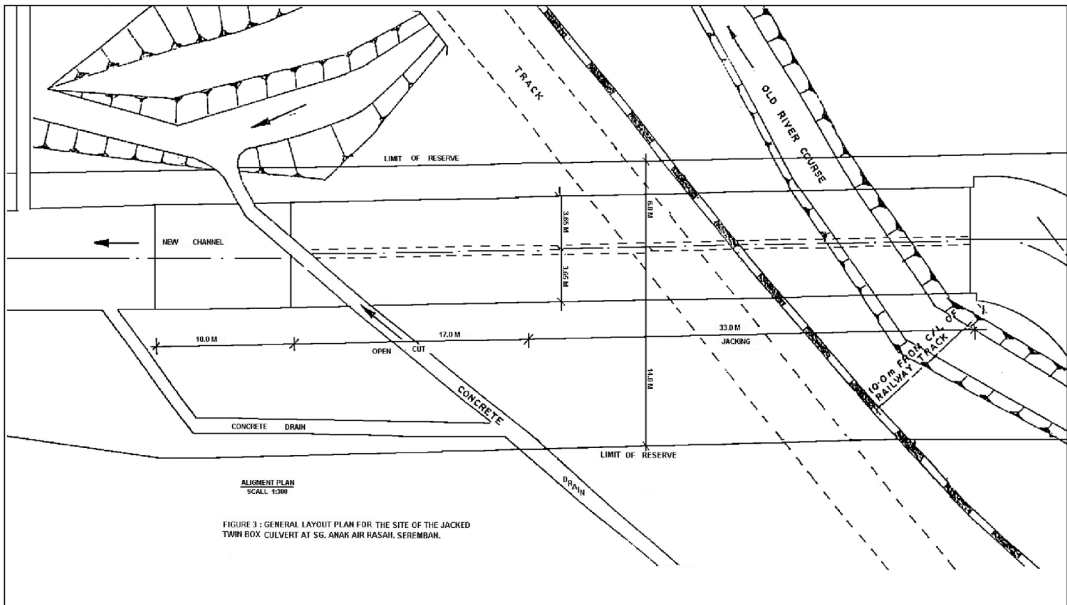 TRACK
OLD RIVER COURSE
LIMIT OF RESERVE
3.65 M
6.0 M
NEW CHANNEL
3.65 M
10.0 M
17.0 M
33.0 M
OPEN CUT
JACKING
10.0m FROM C/L OF
RAILWAY TRACK
14.0 M
CONCRETE
CONCRETE DRAIN
LIMIT OF RESERVE
DRAIN
ALIGMENT PLAN
SCALL 1:300
FIGURE 3 : GENERAL LAYOUT PLAN FOR THE SITE OF THE JACKED
TWIN BOX CULVERT AT SG. ANAK AIR RASAH, SEREMBAN.